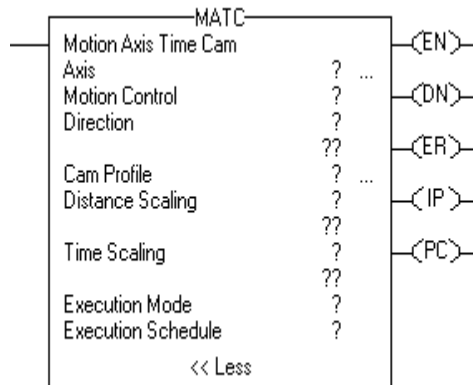 MATC
Motion Axis Time Cam (EN)
Axis ? ...
Motion Control ? (DN)
Direction ?
?? (ER)
Cam Profile ? ...
Distance Scaling ? (IP)
??
Time Scaling ? (PC)
??
Execution Mode ?
Execution Schedule ?
<< Less